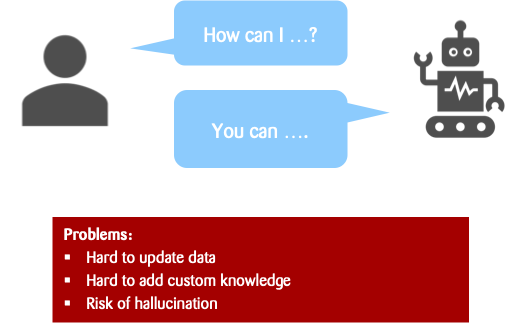 How can I ...?
You can ....
Problems:
▪ Hard to update data
▪ Hard to add custom knowledge
▪ Risk of hallucination